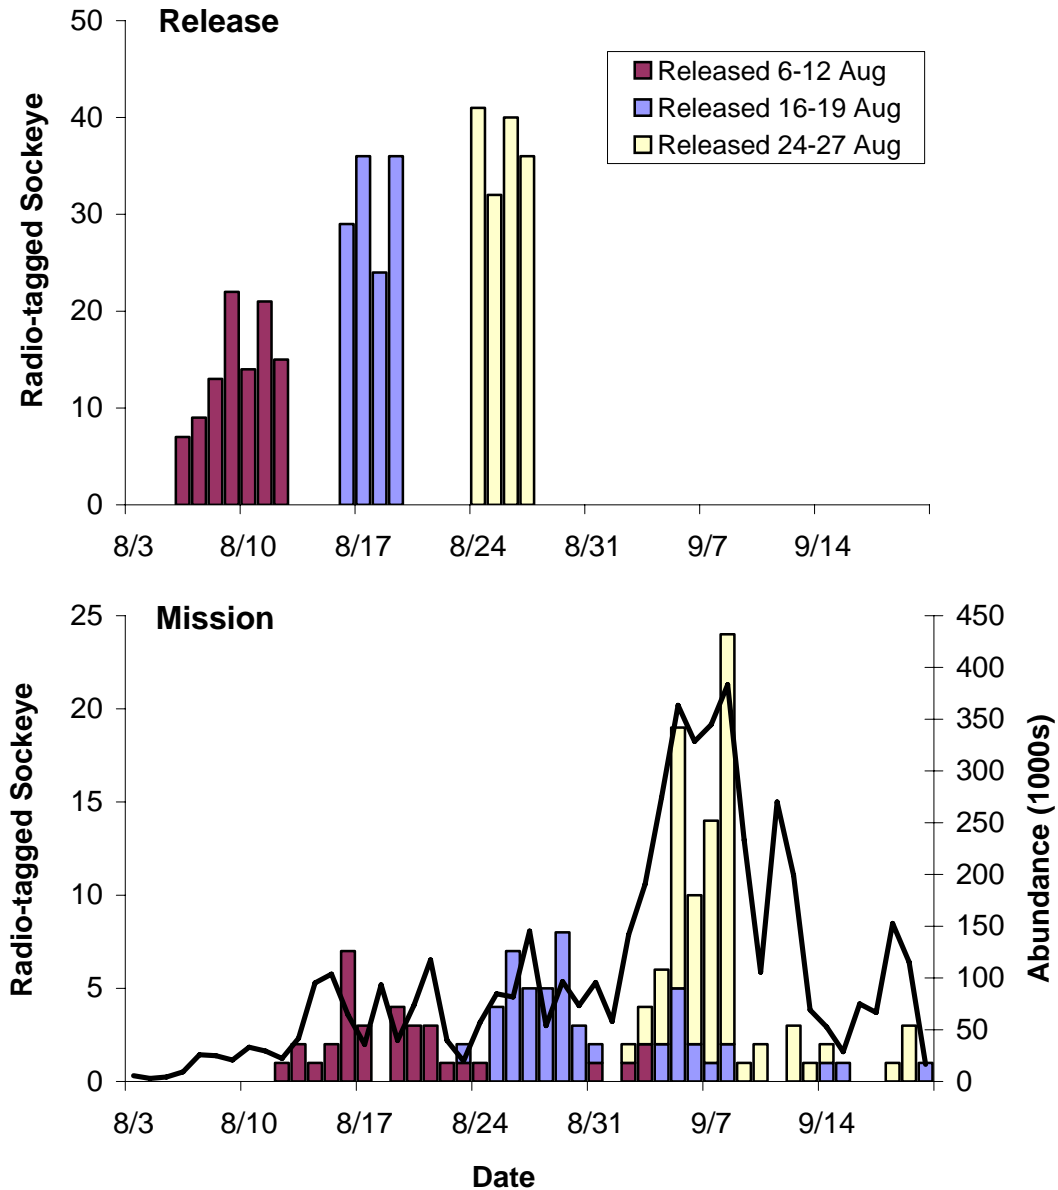 Release
50
40
30
20
10
0
Radio-tagged Sockeye
Released 6-12 Aug
Released 16-19 Aug
Released 24-27 Aug
8/3 8/10 8/17 8/24 8/31 9/7 9/14
Mission
25
20
15
10
5
0
Radio-tagged Sockeye
450
400
350
300
250
200
150
100
50
0
Abundance (1000s)
8/3 8/10 8/17 8/24 8/31 9/7 9/14
Date